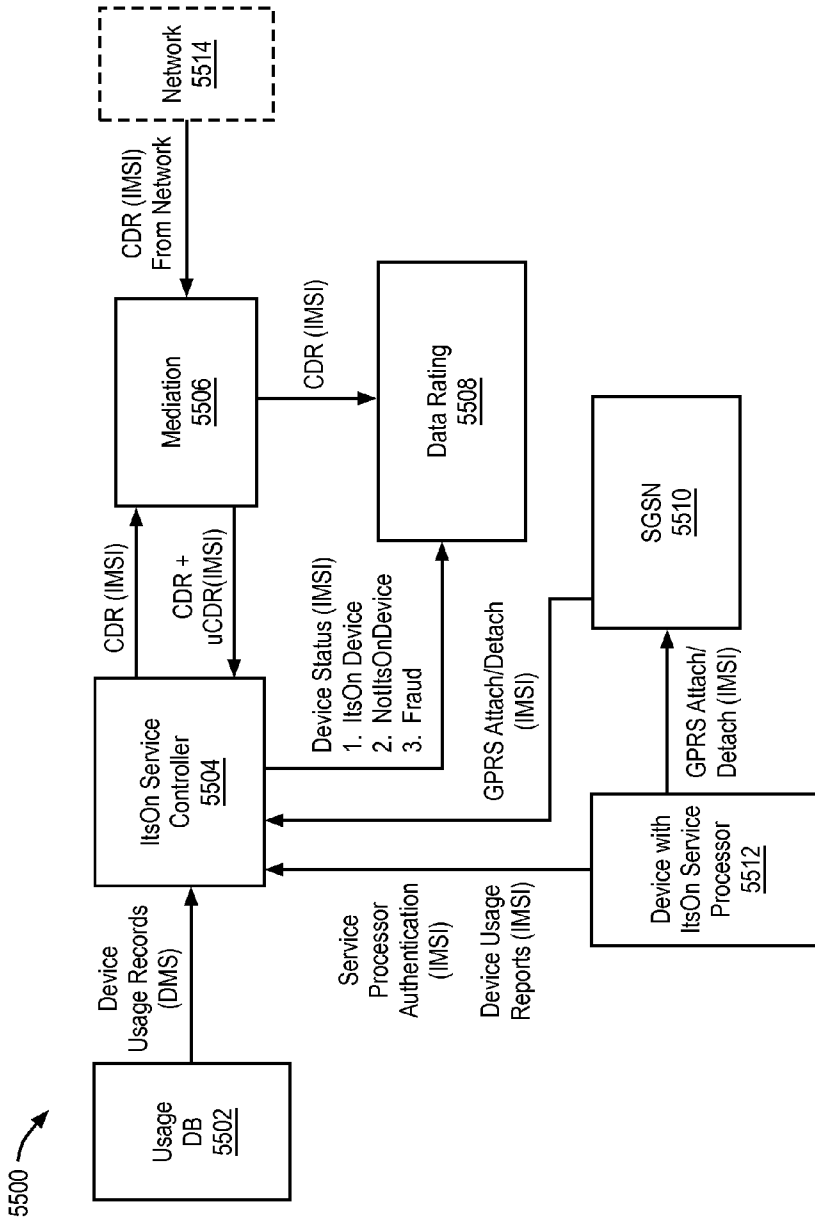 5500
Usage
DB
5502
Device
Usage Records
(DMS)
ItsOn Service
Controller
5504
CDR (IMSI)
CDR +
uCDR(IMSI)
Mediation
5506
CDR (IMSI)
From Network
Network
5514
CDR (IMSI)
Device Status (IMSI)
1. ItsOn Device
2. NotItsOnDevice
3. Fraud
Data Rating
5508
GPRS Attach/Detach
(IMSI)
Service
Processor
Authentication
(IMSI)
Device Usage
Reports (IMSI)
SGSN
5510
GPRS Attach/
Detach (IMSI)
Device with
ItsOn Service
Processor
5512